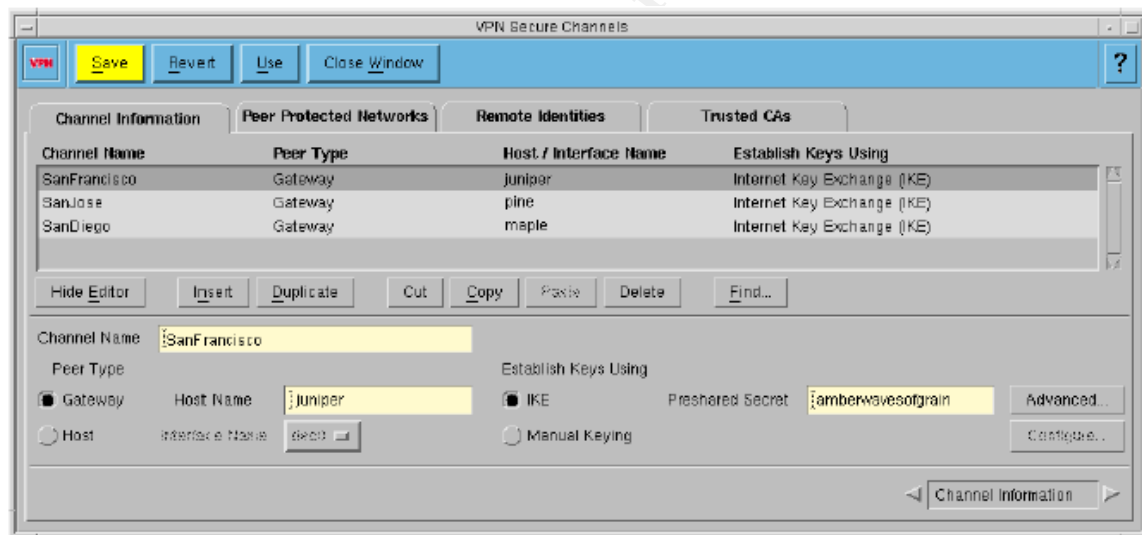 VPN Secure Channels
VPN Save Revert Use Close Window ?
Channel Information Peer Protected Networks Remote Identities Trusted CAs
Channel Name Peer Type Host / Interface Name Establish Keys Using
SanFrancisco Gateway juniper Internet Key Exchange (IKE)
SanJose Gateway pine Internet Key Exchange (IKE)
SanDiego Gateway maple Internet Key Exchange (IKE)
Hide Editor Insert Duplicate Cut Copy Paste Delete Find...
Channel Name SanFrancisco
Peer Type Establish Keys Using
Gateway Host Name juniper IKE Preshared Secret amberwavesofgrain Advanced...
Host Interface Name Manual Keying Configure...
Channel Information